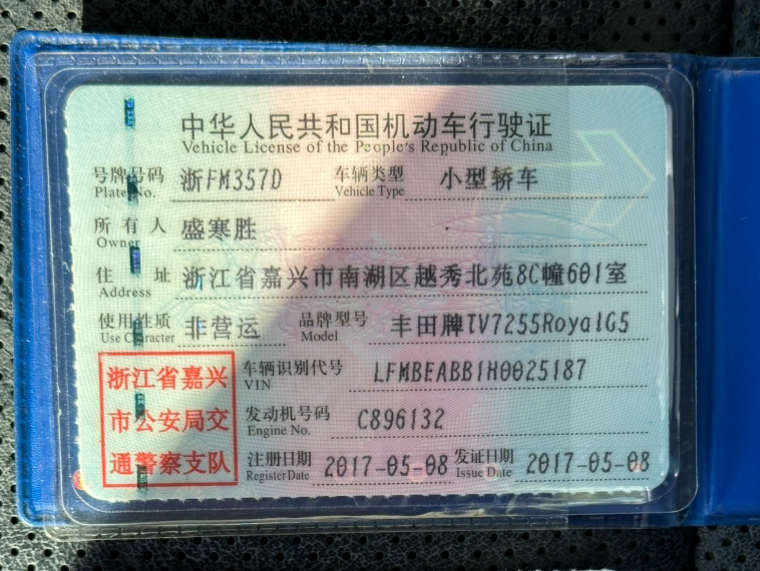 中华人民共和国机动车行驶证
Vehicle License of the People's Republic of China
号牌号码 浙FM357D 车辆类型 小型轿车
Plate No. Vehicle Type
所有人 盛寒胜
Owner
住址 浙江省嘉兴市南湖区越秀北苑8C幢601室
Address
使用性质 非营运 品牌型号 丰田牌TV7255RoyalG5
Use Character Model
浙江省嘉兴
市公安局交
通警察支队
车辆识别代号 LFMBEABB1H0025187
VIN
发动机号码 C896132
Engine No.
注册日期 2017-05-08 发证日期 2017-05-08
Register Date Issue Date